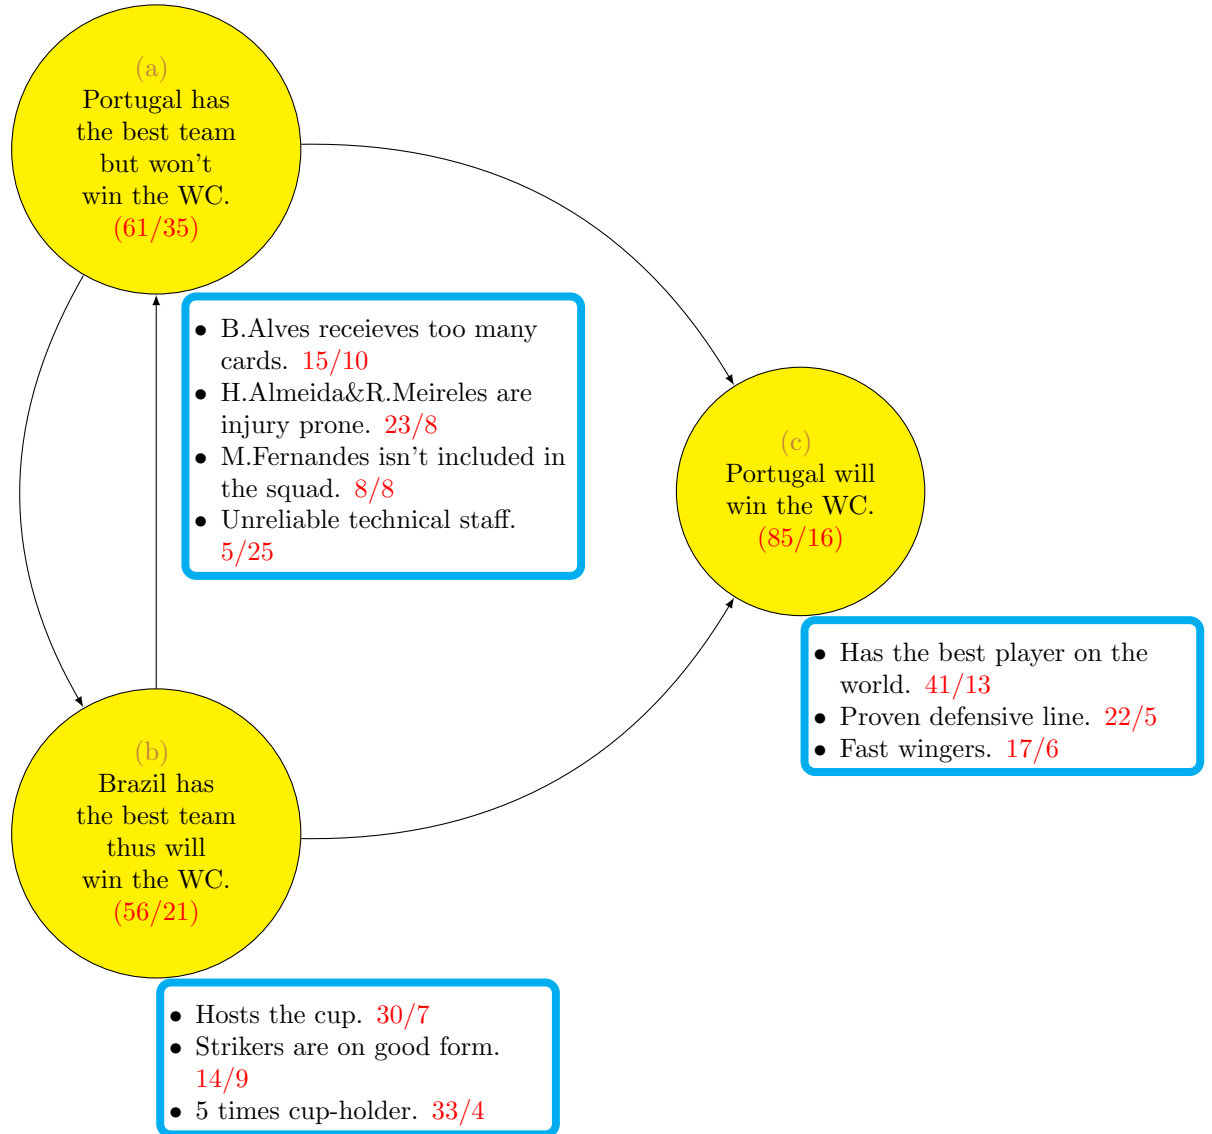 (a)
Portugal has
the best team
but won't
win the WC.
(61/35)
• B.Alves receieves too many
cards. 15/10
• H.Almeida&R.Meireles are
injury prone. 23/8
• M.Fernandes isn't included in
the squad. 8/8
• Unreliable technical staff.
5/25
(c)
Portugal will
win the WC.
(85/16)
• Has the best player on the
world. 41/13
• Proven defensive line. 22/5
• Fast wingers. 17/6
(b)
Brazil has
the best team
thus will
win the WC.
(56/21)
• Hosts the cup. 30/7
• Strikers are on good form.
14/9
• 5 times cup-holder. 33/4